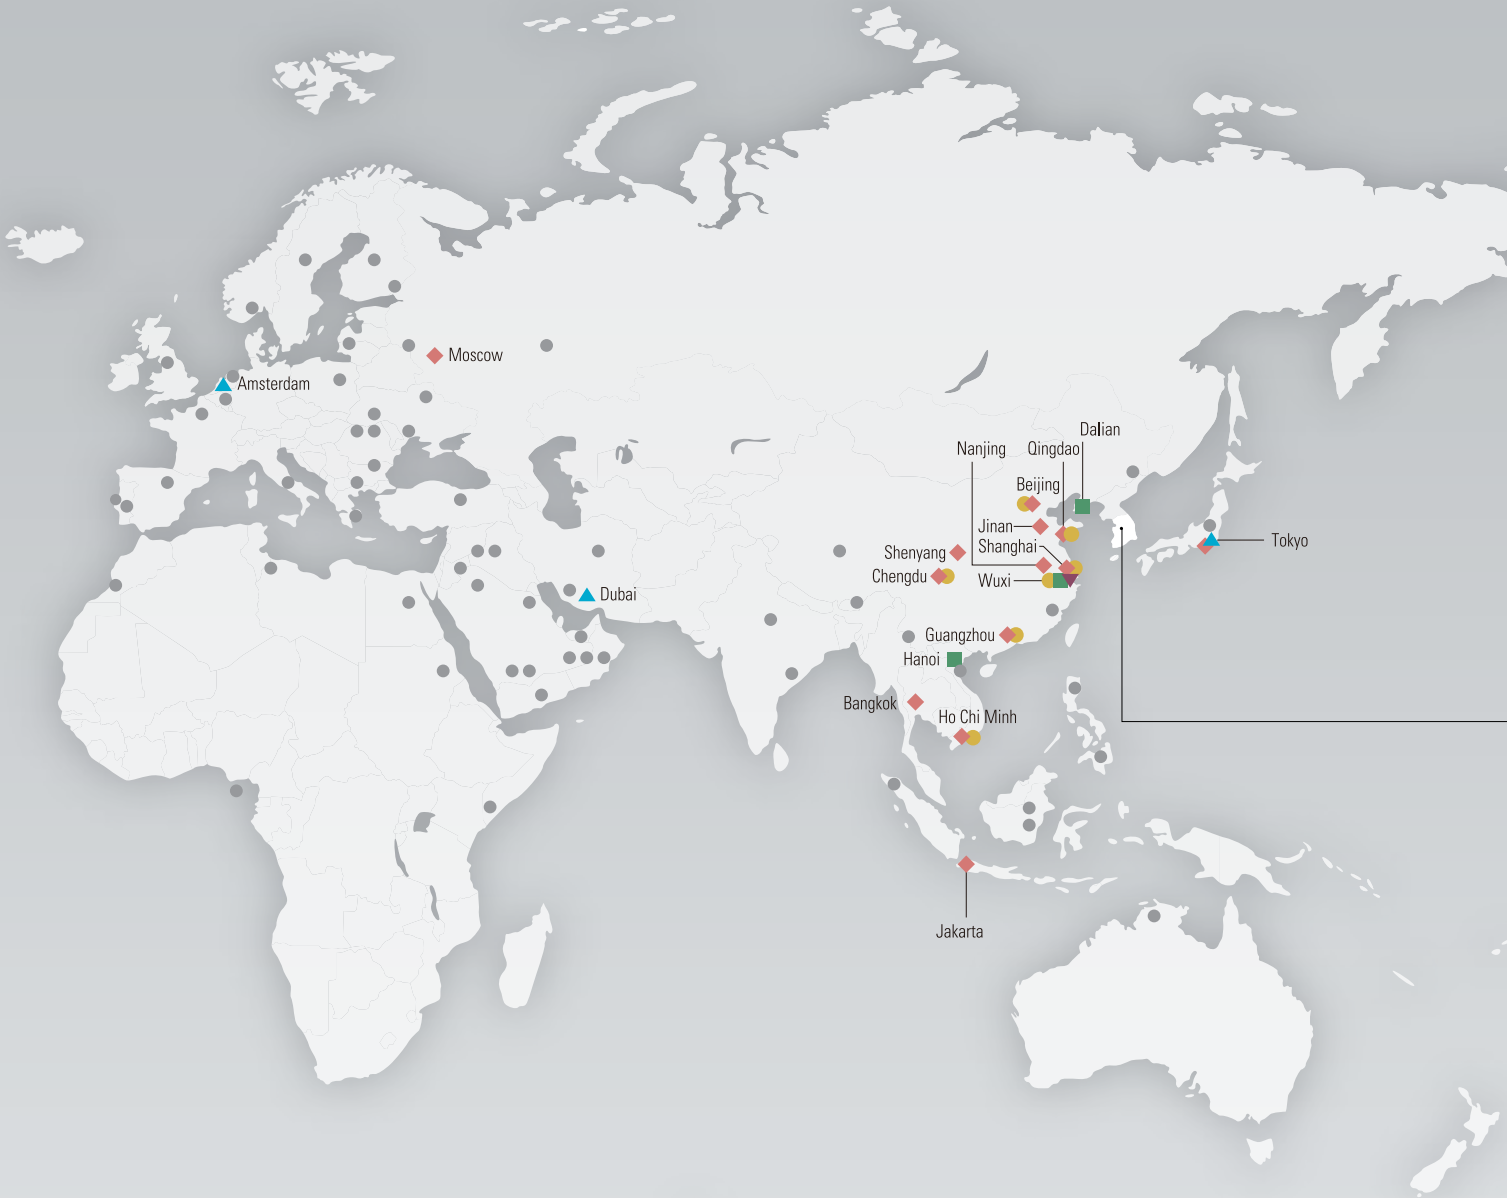 Moscow
Amsterdam
Dalian
Nanjing
Qingdao
Beijing
Jinan
Tokyo
Shanghai
Shenyang
Chengdu
Wuxi
Dubai
Guangzhou
Hanoi
Bangkok
Ho Chi Minh
Jakarta